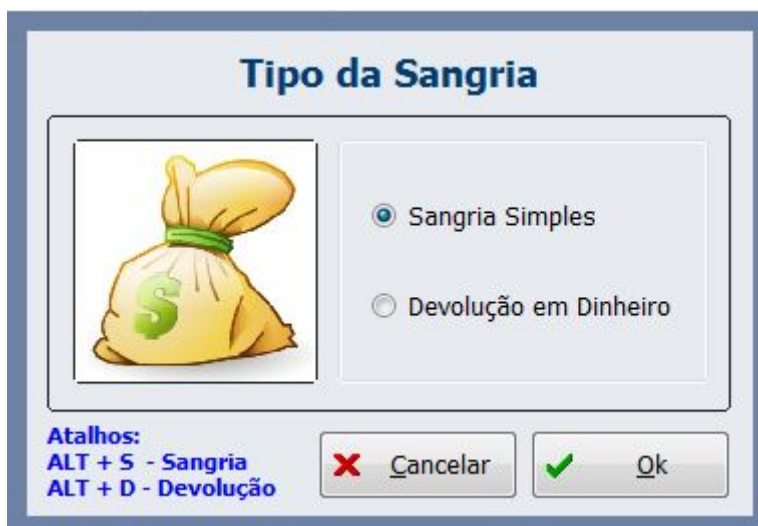 Tipo da Sangria
Sangria Simples
Devolução em Dinheiro
$
Atalhos:
ALT + S - Sangria
ALT + D - Devolução
Cancelar
Ok